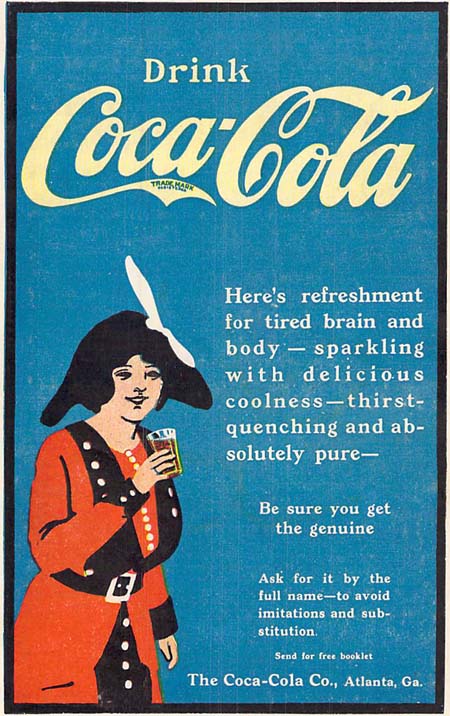 Drink
Coca-Cola
TRADE MARK
REGISTERED
Here's refreshment
for tired brain and
body — sparkling
with delicious
coolness—thirst-
quenching and ab-
solutely pure—
Be sure you get
the genuine
Ask for it by the
full name—to avoid
imitations and sub-
stitution.
Send for free booklet
The Coca-Cola Co., Atlanta, Ga.